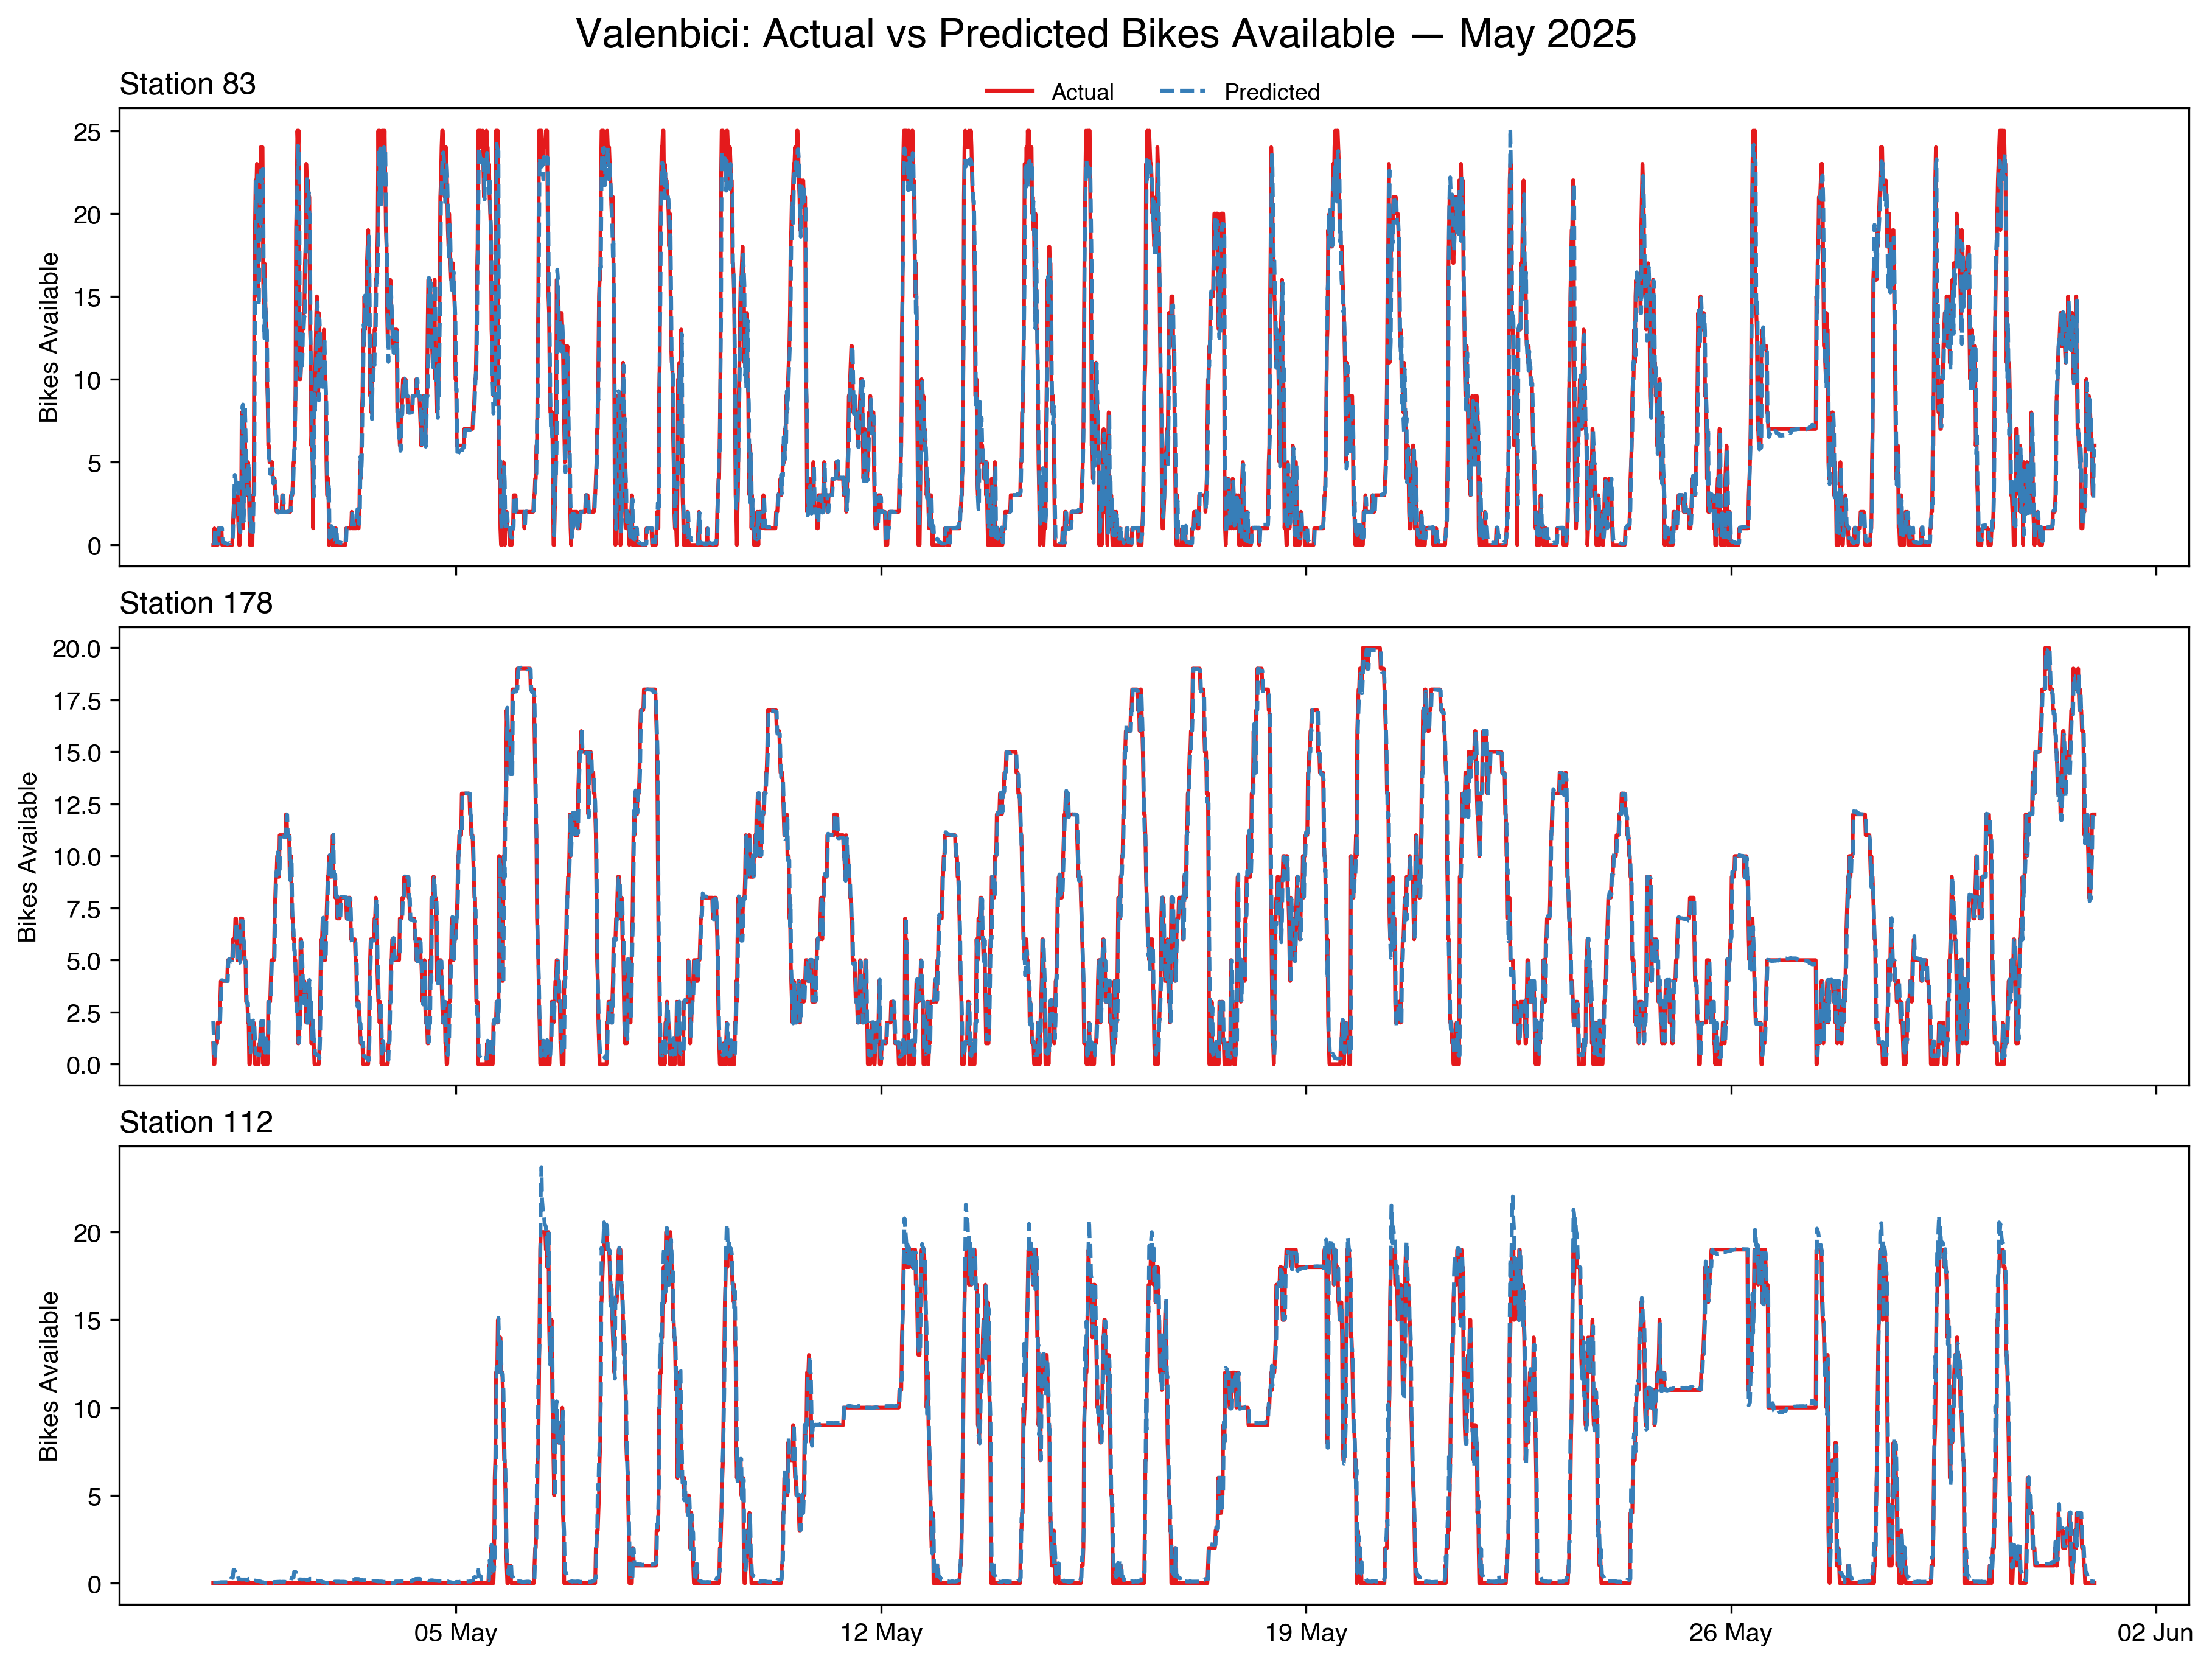 Valenbici: Actual vs Predicted Bikes Available — May 2025
Station 83
Actual
Predicted
Bikes Available
25
20
15
10
5
0
Station 178
Bikes Available
20.0
17.5
15.0
12.5
10.0
7.5
5.0
2.5
0.0
Station 112
Bikes Available
20
15
10
5
0
05 May
12 May
19 May
26 May
02 Jun